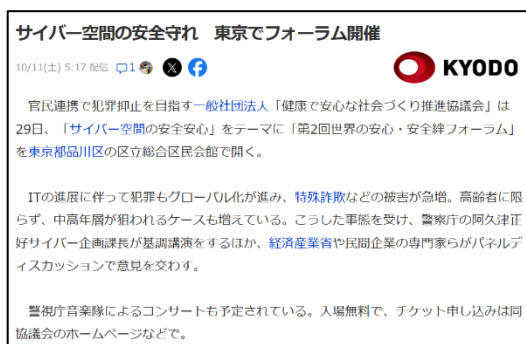 サイバー空間の安全守れ　東京でフォーラム開催
10/11(土) 5:17 配信 1
KYODO
官民連携で犯罪抑止を目指す一般社団法人「健康で安心な社会づくり推進協議会」は
29日、「サイバー空間の安全安心」をテーマに「第2回世界の安心・安全絆フォーラム」
を東京都品川区の区立総合区民会館で開く。
ITの進展に伴って犯罪もグローバル化が進み、特殊詐欺などの被害が急増。高齢者に限
らず、中高年層が狙われるケースも増えている。こうした事態を受け、警察庁の阿久津正
好サイバー企画課長が基調講演をするほか、経済産業省や民間企業の専門家らがパネルデ
ィスカッションで意見を交わす。
警視庁音楽隊によるコンサートも予定されている。入場無料で、チケット申し込みは同
協議会のホームページなどで。